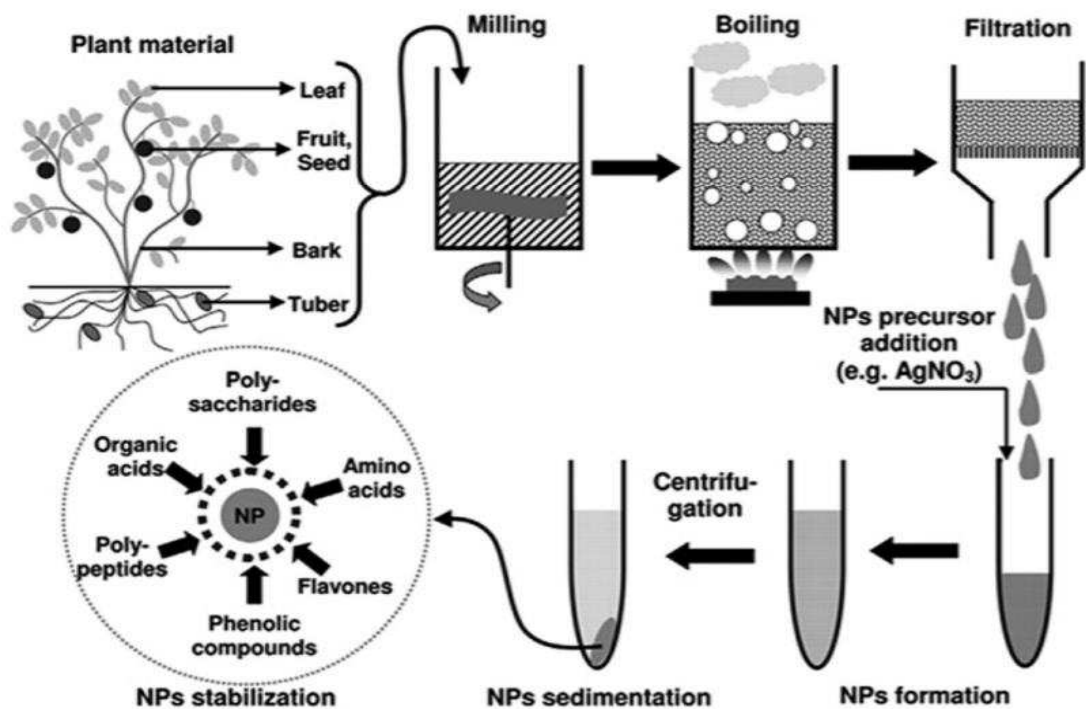 Plant material
Leaf
Fruit,
Seed
Bark
Tuber
Milling
Boiling
Filtration
NPs precursor
addition
(e.g. AgNO₃)
NPs formation
Centrifu-
gation
NPs sedimentation
Poly-
saccharides
Organic
acids
Amino
acids
NP
Poly-
peptides
Flavones
Phenolic
compounds
NPs stabilization